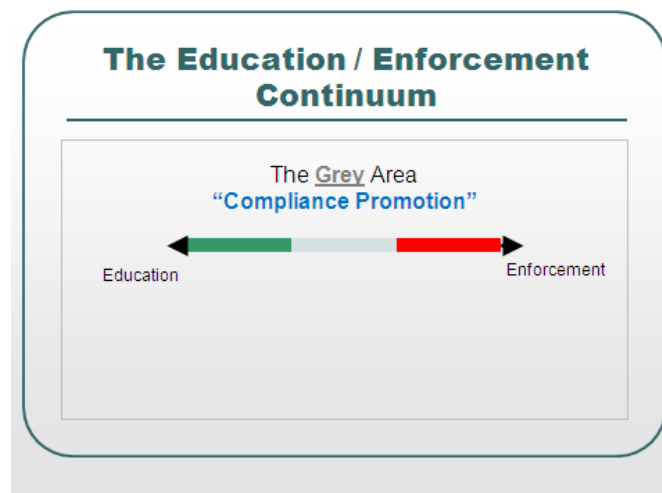 The Education / Enforcement
Continuum
The Grey Area
“Compliance Promotion”
Education
Enforcement